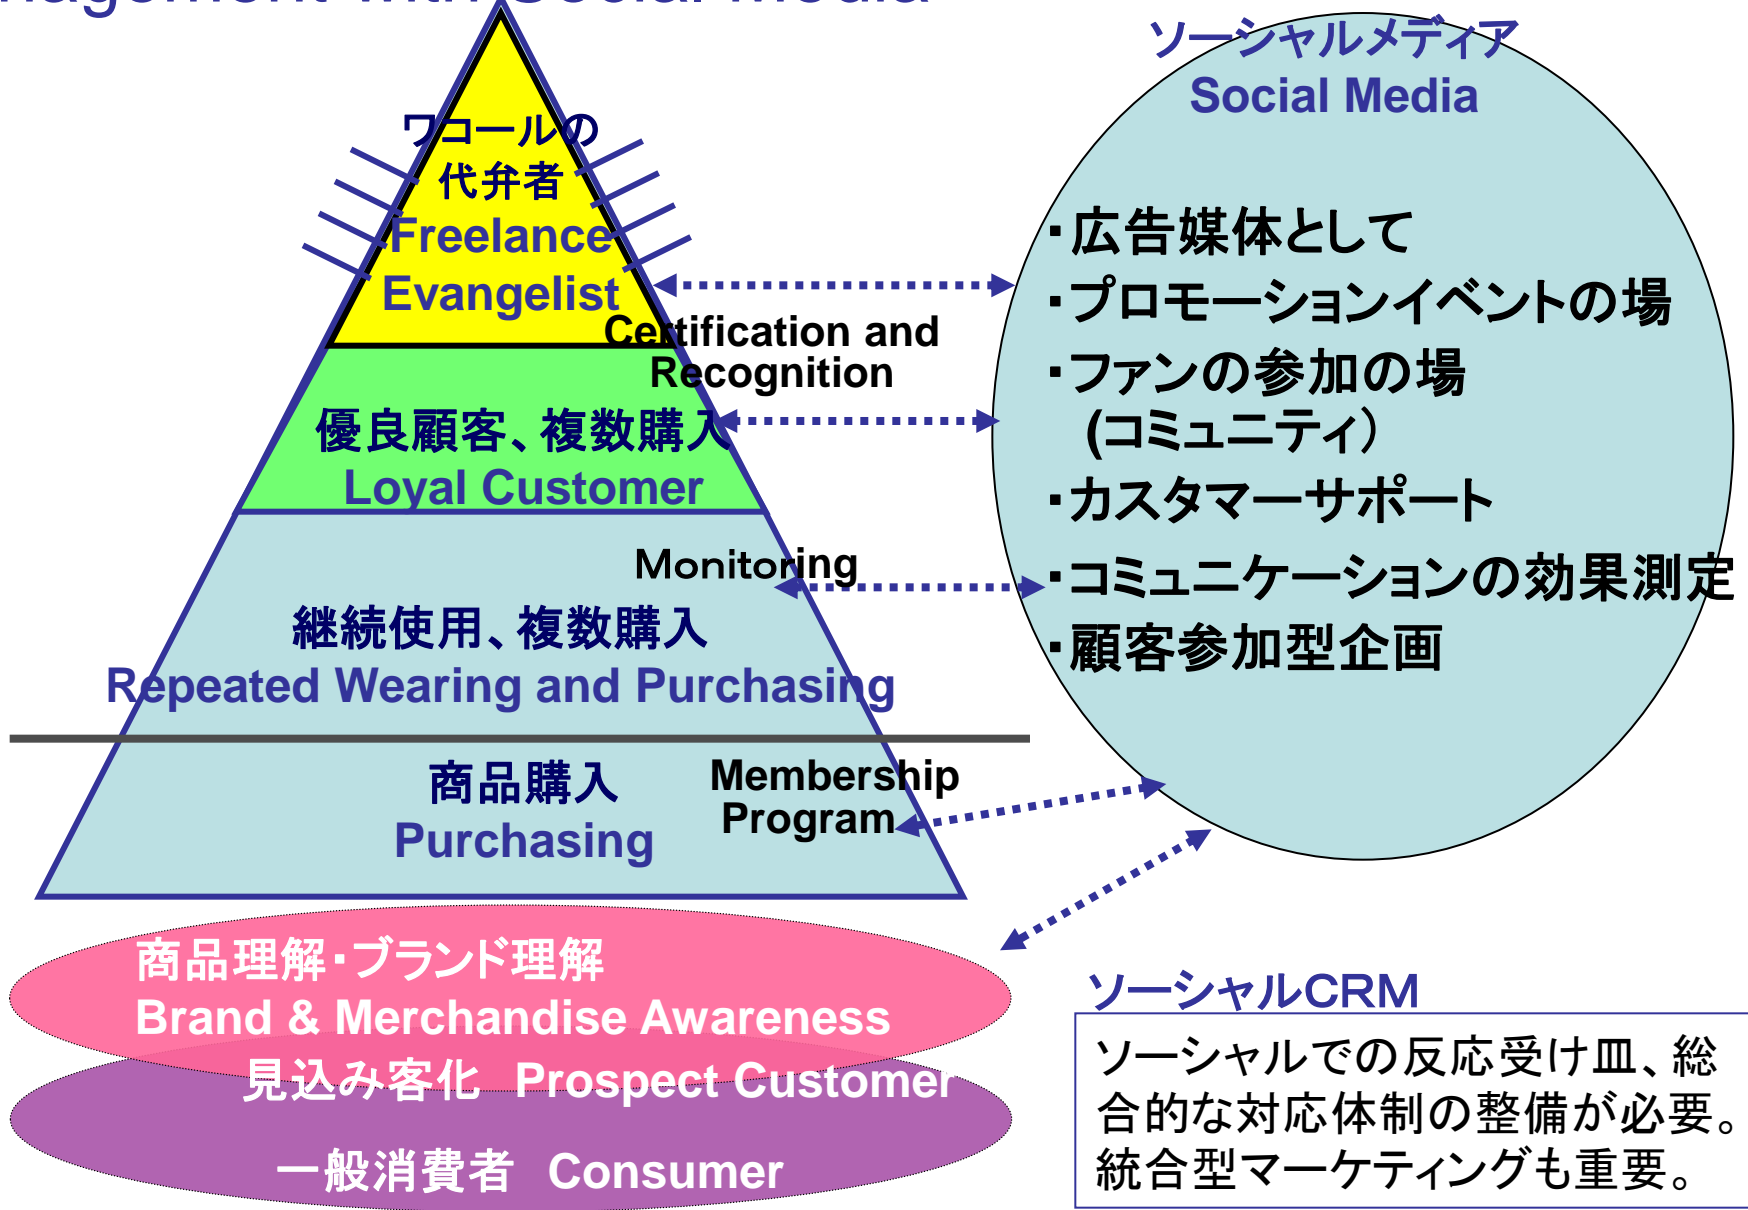 nagement with Social Media
ワコールの
代弁者
Freelance
Evangelist
Certification and
Recognition
優良顧客、複数購入
Loyal Customer
Monitoring
継続使用、複数購入
Repeated Wearing and Purchasing
商品購入
Purchasing
Membership
Program
商品理解・ブランド理解
Brand & Merchandise Awareness
見込み客化 Prospect Customer
一般消費者 Consumer
ソーシャルメディア
Social Media
・広告媒体として
・プロモーションイベントの場
・ファンの参加の場
(コミュニティ）
・カスタマーサポート
・コミュニケーションの効果測定
・顧客参加型企画
ソーシャルCRM
ソーシャルでの反応受け皿、総
合的な対応体制の整備が必要。
統合型マーケティングも重要。